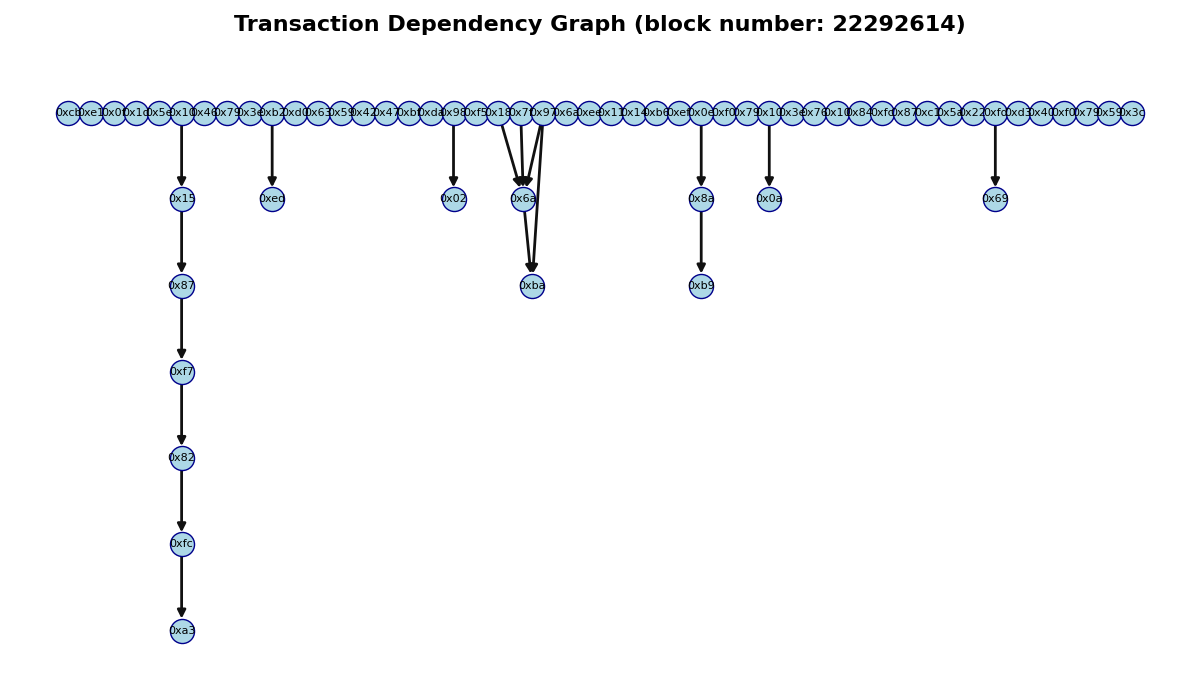 Transaction Dependency Graph (block number: 22292614)
0xcb 0xe1 0x5e 0x10 0x46 0x79 0x3e 0xb2 0xd0 0x63 0x59 0x42 0x47 0xbf 0xda 0x98 0xf5 0x18 0x7f 0x97 0x6a 0xee 0x11 0x14 0xb6 0xef 0x0e 0xf0 0x79 0x10 0x3e 0x76 0x10 0x84 0xfd 0x87 0xc1 0x5a 0x22 0xfd 0xd3 0x40 0xf0 0x79 0x59 0x3c
0x15 0xed 0x02 0x6a 0x8a 0x0a 0x69
0x87 0xba 0xb9
0xf7
0x82
0xfc
0xa3